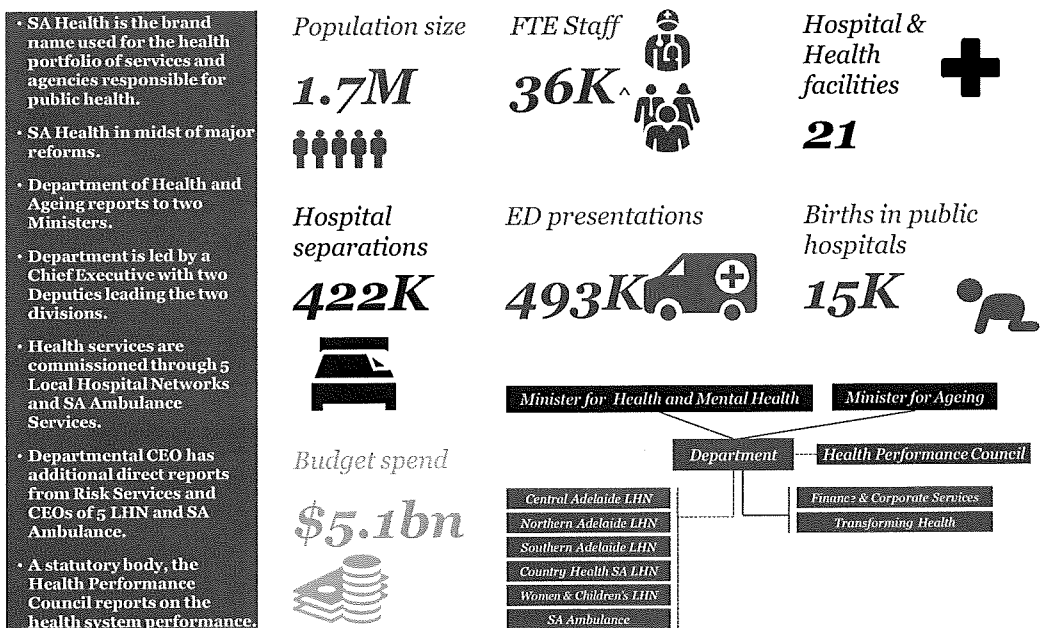 • SA Health is the brand
name used for the health
portfolio of services and
agencies responsible for
public health.
• SA Health in midst of major
reforms.
• Department of Health and
Ageing reports to two
Ministers.
• Department is led by a
Chief Executive with two
Deputies leading the two
divisions.
• Health services are
commissioned through 5
Local Hospital Networks
and SA Ambulance
Services.
• Departmental CEO has
additional direct reports
from Risk Services and
CEOs of 5 LHN and SA
Ambulance.
• A statutory body, the
Health Performance
Council reports on the
health system performance.
Population size
1.7M
FTE Staff
36K^
Hospital &
Health
facilities
21
Hospital
separations
422K
ED presentations
493K
Births in public
hospitals
15K
Budget spend
$5.1bn
Minister for Health and Mental Health
Minister for Ageing
Department
Health Performance Council
Central Adelaide LHN
Northern Adelaide LHN
Southern Adelaide LHN
Country Health SA LHN
Women & Children's LHN
SA Ambulance
Finance & Corporate Services
Transforming Health